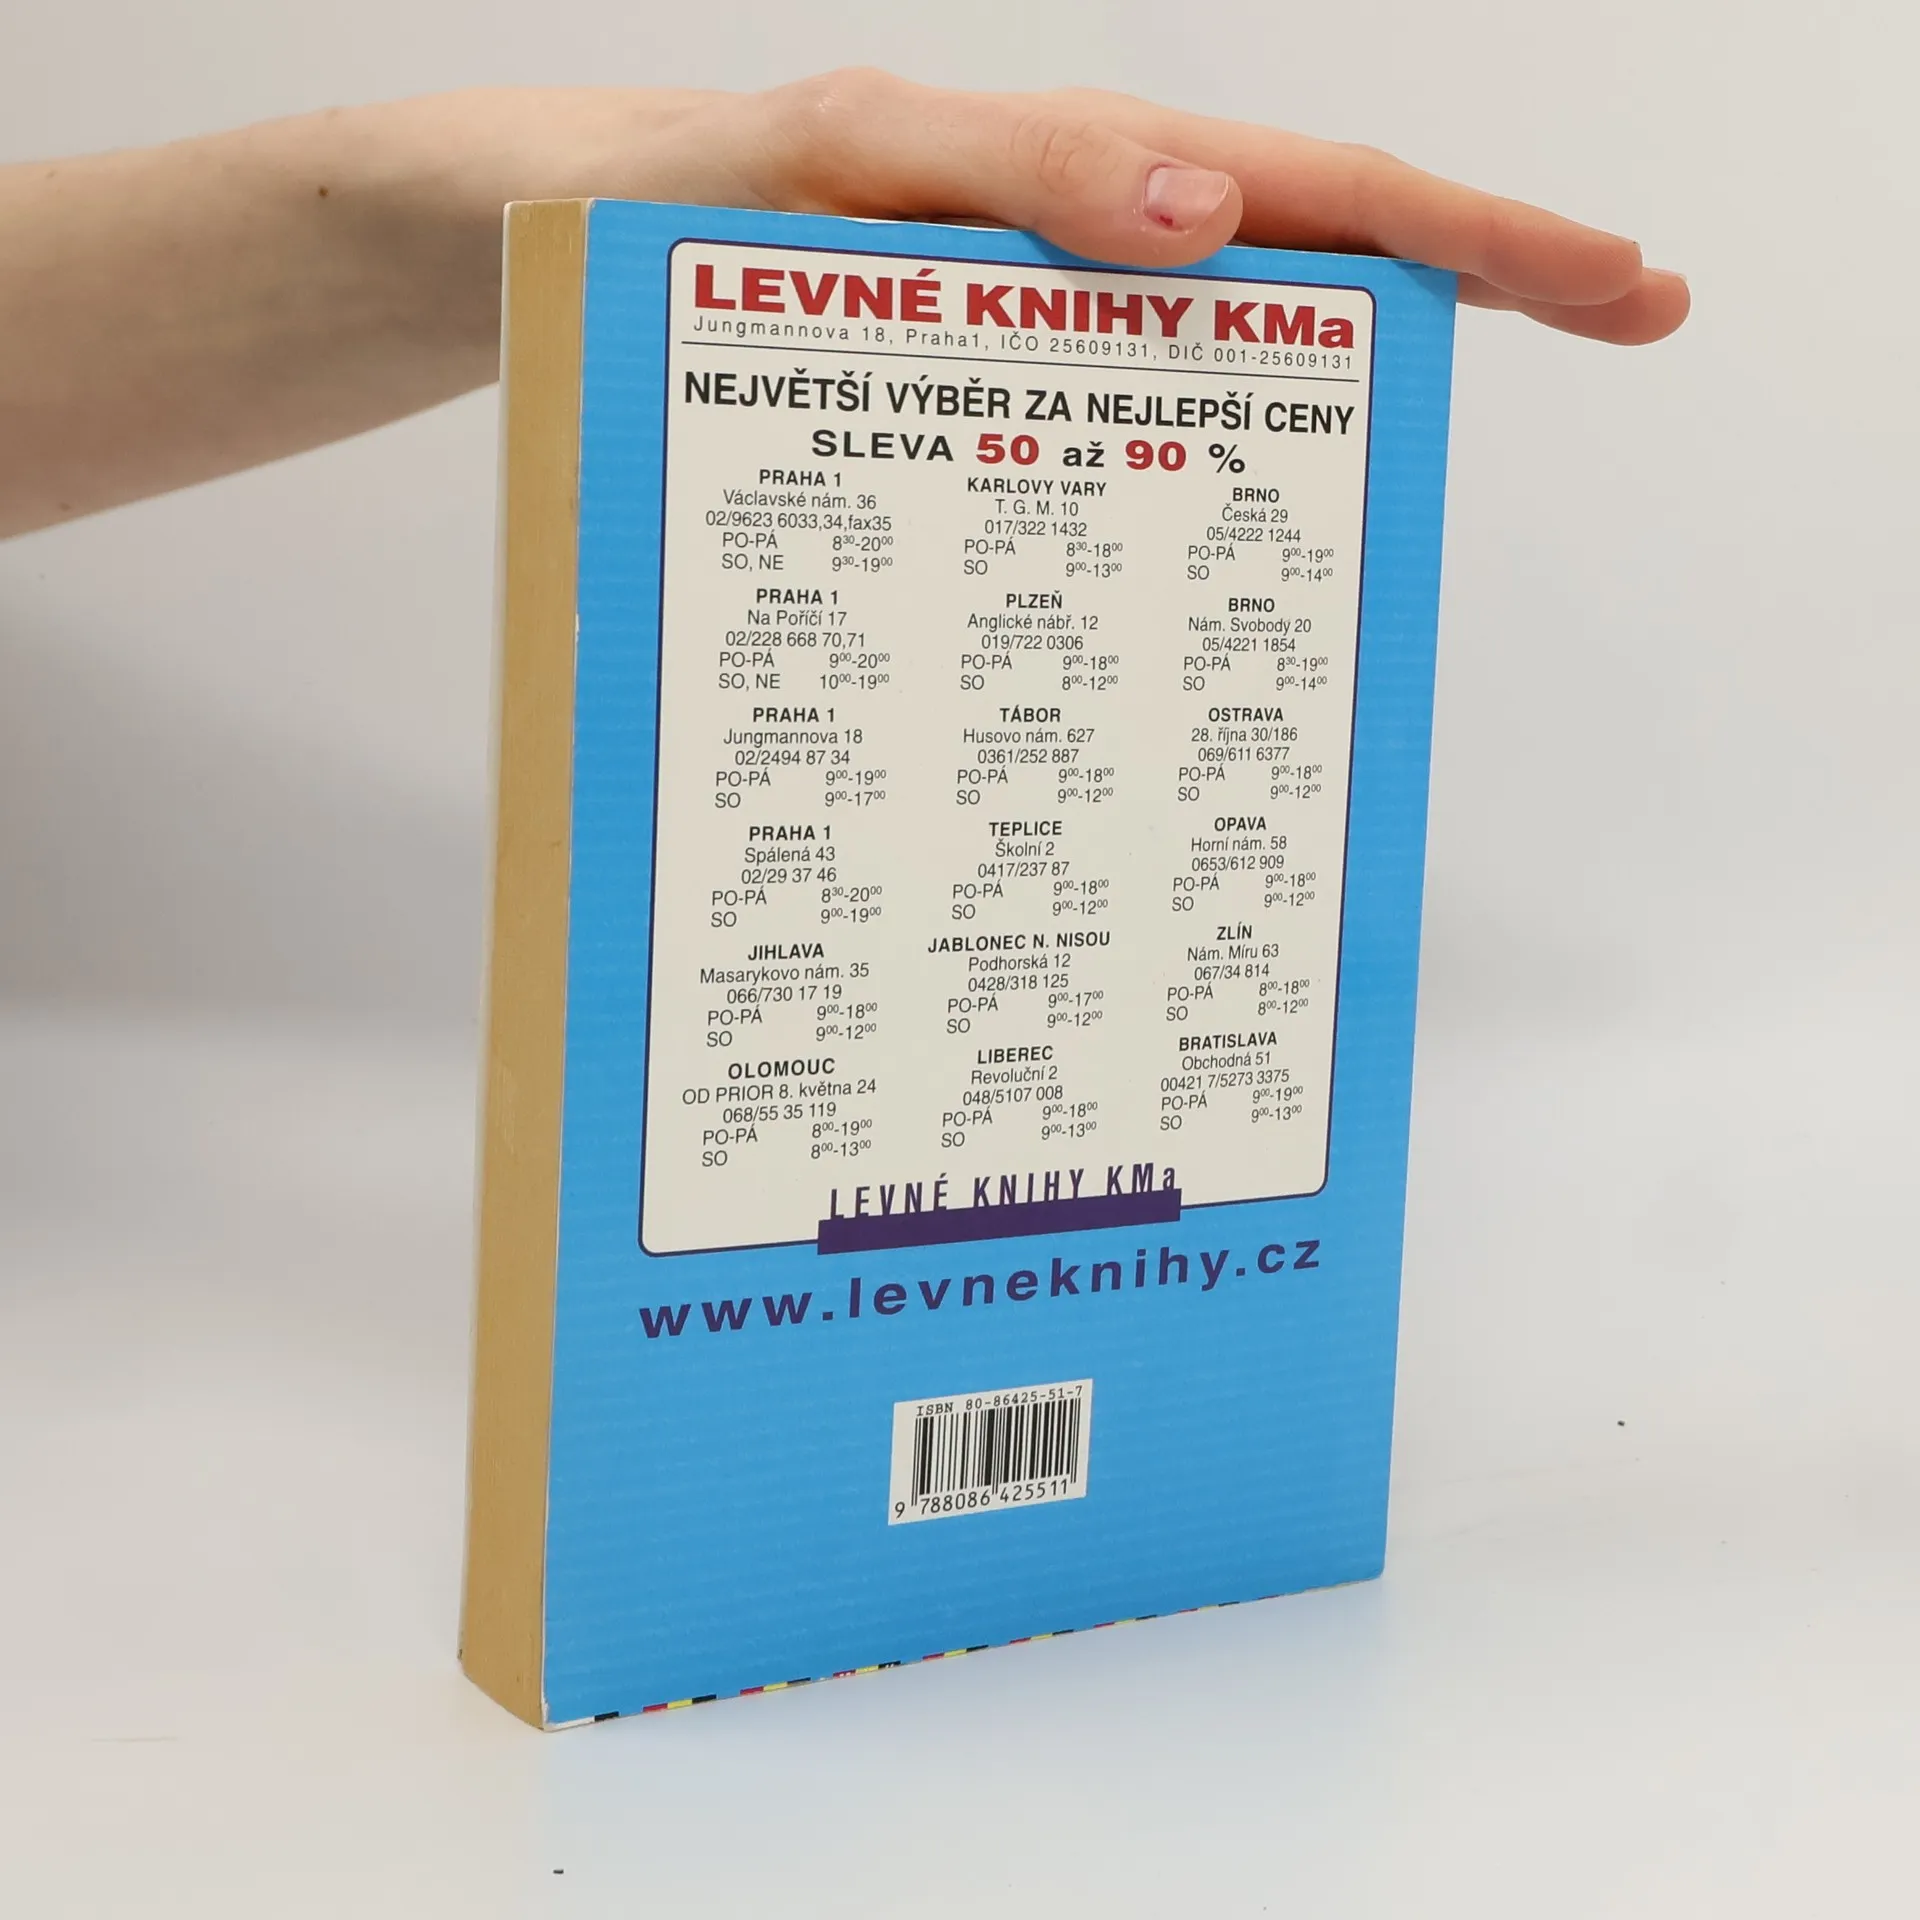 LEVNÉ KNIHY KMa
Jungmannova 18, Praha1, IČO 25609131, DIČ 001-25609131
NEJVĚTŠÍ VÝBĚR ZA NEJLEPŠÍ CENY
SLEVA 50 až 90 %
PRAHA 1
Václavské nám. 36
02/9623 6033,34,fax35
PO-PÁ 8³⁰-20⁰⁰
SO, NE 9³⁰-19⁰⁰
PRAHA 1
Na Poříčí 17
02/228 668 70,71
PO-PÁ 9⁰⁰-20⁰⁰
SO, NE 10⁰⁰-19⁰⁰
PRAHA 1
Jungmannova 18
02/2494 87 34
PO-PÁ 9⁰⁰-19⁰⁰
SO 9⁰⁰-17⁰⁰
PRAHA 1
Spálená 43
02/29 37 46
PO-PÁ 8³⁰-20⁰⁰
SO 9⁰⁰-19⁰⁰
JIHLAVA
Masarykovo nám. 35
066/730 17 19
PO-PÁ 9⁰⁰-18⁰⁰
SO 9⁰⁰-12⁰⁰
OLOMOUC
OD PRIOR 8. května 24
068/55 35 119
PO-PÁ 8⁰⁰-19⁰⁰
SO 8⁰⁰-13⁰⁰
KARLOVY VARY
T. G. M. 10
017/322 1432
PO-PÁ 8³⁰-18⁰⁰
SO 9⁰⁰-13⁰⁰
PLZEŇ
Anglické nábř. 12
019/722 0306
PO-PÁ 9⁰⁰-18⁰⁰
SO 8⁰⁰-12⁰⁰
TÁBOR
Husovo nám. 627
0361/252 887
PO-PÁ 9⁰⁰-18⁰⁰
SO 9⁰⁰-12⁰⁰
TEPLICE
Školní 2
0417/237 87
PO-PÁ 9⁰⁰-18⁰⁰
SO 9⁰⁰-12⁰⁰
JABLONEC N. NISOU
Podhorská 12
0428/318 125
PO-PÁ 9⁰⁰-17⁰⁰
SO 9⁰⁰-12⁰⁰
LIBEREC
Revoluční 2
048/5107 008
PO-PÁ 9⁰⁰-18⁰⁰
SO 9⁰⁰-13⁰⁰
BRNO
Česká 29
05/4222 1244
PO-PÁ 9⁰⁰-19⁰⁰
SO 9⁰⁰-14⁰⁰
BRNO
Nám. Svobody 20
05/4221 1854
PO-PÁ 8³⁰-19⁰⁰
SO 9⁰⁰-14⁰⁰
OSTRAVA
28. října 30/186
069/611 6377
PO-PÁ 9⁰⁰-18⁰⁰
SO 9⁰⁰-12⁰⁰
OPAVA
Horní nám. 58
0653/612 909
PO-PÁ 9⁰⁰-18⁰⁰
SO 9⁰⁰-12⁰⁰
ZLÍN
Nám. Míru 63
067/34 814
PO-PÁ 8⁰⁰-18⁰⁰
SO 8⁰⁰-12⁰⁰
BRATISLAVA
Obchodná 51
00421 7/5273 3375
PO-PÁ 9⁰⁰-19⁰⁰
SO 9⁰⁰-13⁰⁰
LEVNÉ KNIHY KMa
www.levneknihy.cz
ISBN 80-86425-51-7
9 788086 425511